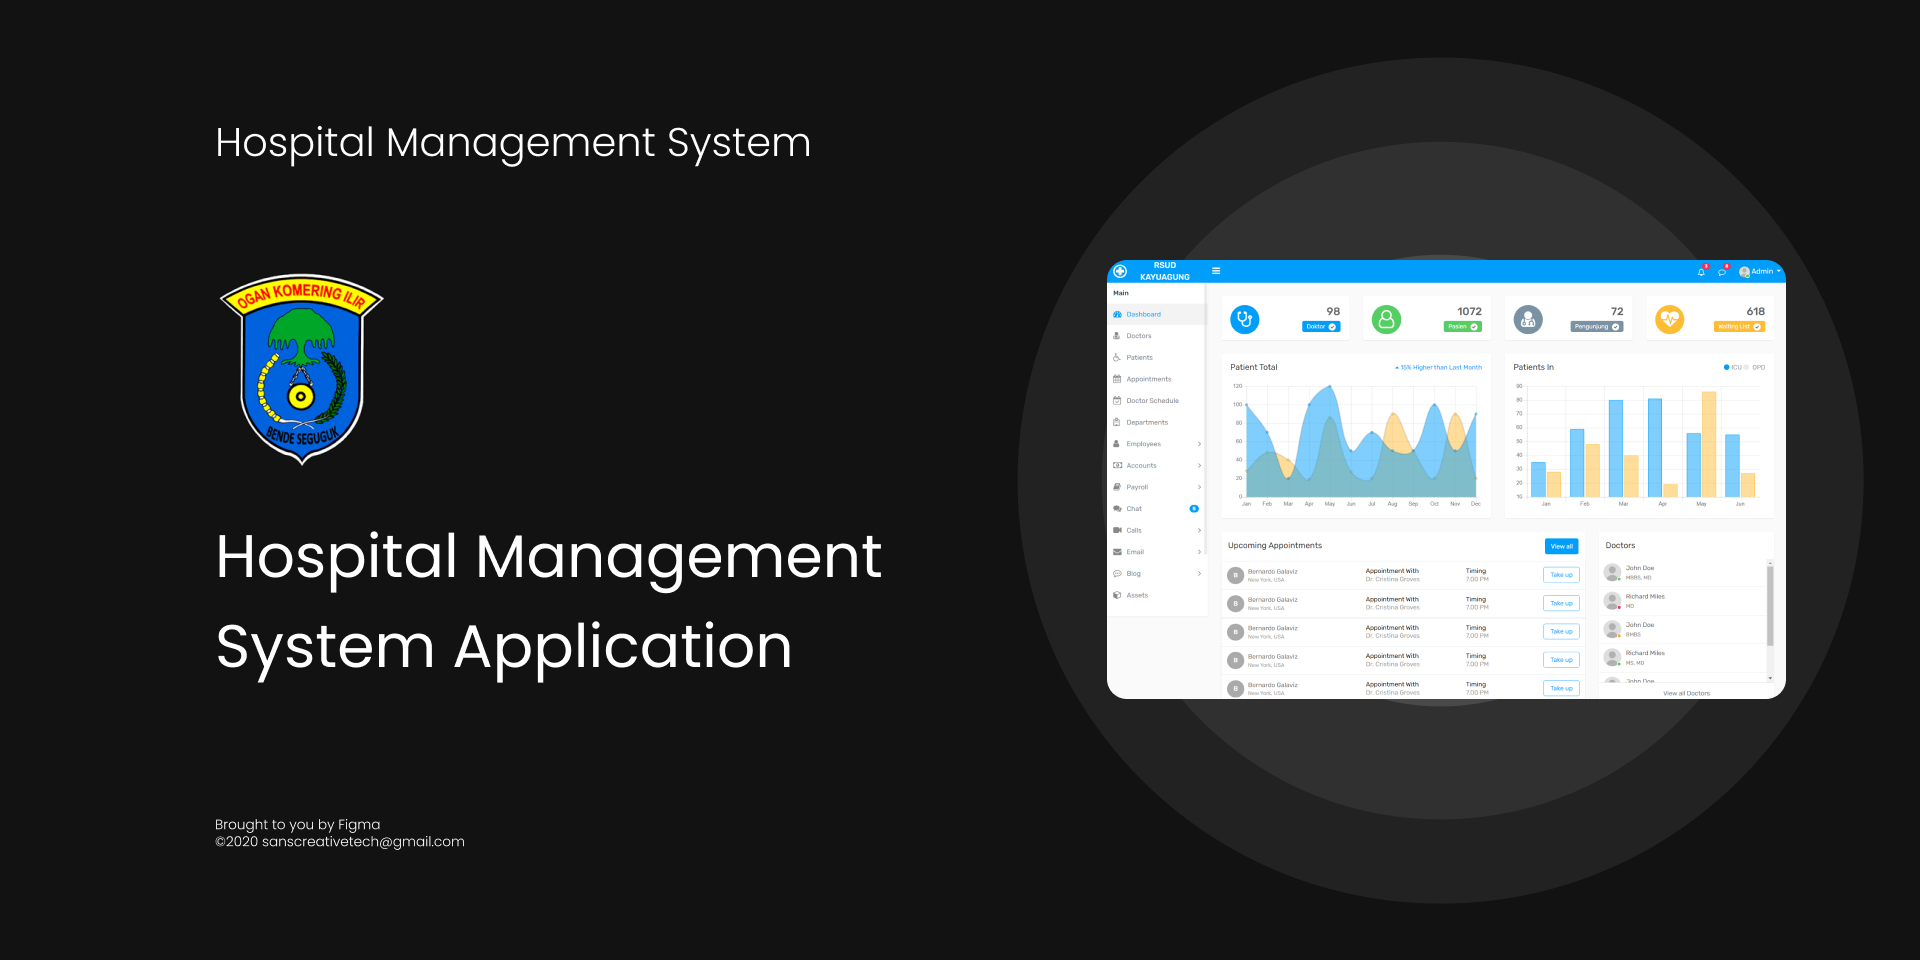 Hospital Management System
OGAN KOMERING ILIR
BENDE SEGUGUK
Hospital Management
System Application
Brought to you by Figma
©2020 sanscreativetech@gmail.com
RSUD
KAYUAGUNG
Admin
Main
Dashboard
Doctors
Patients
Appointments
Doctor Schedule
Departments
Employees
Accounts
Payroll
Chat
Calls
Email
Blog
Assets
98
Doktor
1072
Pasien
72
Pengunjung
618
Waiting List
Patient Total
15% Higher than Last Month
120
100
80
60
40
20
0
Jan Feb Mar Apr May Jun Jul Aug Sep Oct Nov Dec
Patients In
ICU OPD
90
80
70
60
50
40
30
20
10
Jan Feb Mar Apr May Jun
Upcoming Appointments
View all
B Bernardo Galaviz Appointment With Timing Take up
New York, USA Dr. Cristina Groves 7.00 PM
B Bernardo Galaviz Appointment With Timing Take up
New York, USA Dr. Cristina Groves 7.00 PM
B Bernardo Galaviz Appointment With Timing Take up
New York, USA Dr. Cristina Groves 7.00 PM
B Bernardo Galaviz Appointment With Timing Take up
New York, USA Dr. Cristina Groves 7.00 PM
B Bernardo Galaviz Appointment With Timing Take up
New York, USA Dr. Cristina Groves 7.00 PM
Doctors
John Doe
MBBS, MD
Richard Miles
MD
John Doe
BMBS
Richard Miles
MS, MD
John Doe
View all Doctors